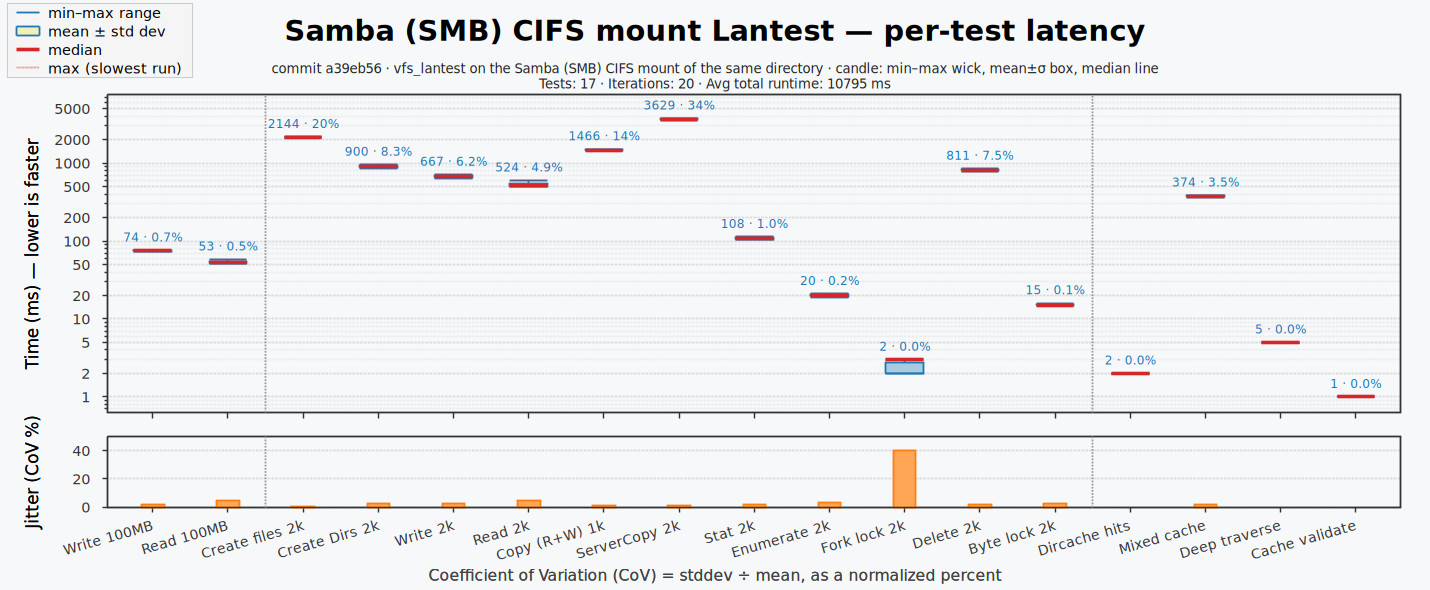 min–max range
mean ± std dev
median
max (slowest run)
Samba (SMB) CIFS mount Lantest — per-test latency
commit a39eb56 · vfs_lantest on the Samba (SMB) CIFS mount of the same directory · candle: min–max wick, mean±σ box, median line
Tests: 17 · Iterations: 20 · Avg total runtime: 10795 ms
Time (ms) — lower is faster
5000
2000
1000
500
200
100
50
20
10
5
2
1
74 · 0.7%
53 · 0.5%
2144 · 20%
900 · 8.3%
667 · 6.2%
524 · 4.9%
1466 · 14%
3629 · 34%
108 · 1.0%
20 · 0.2%
2 · 0.0%
811 · 7.5%
15 · 0.1%
2 · 0.0%
374 · 3.5%
5 · 0.0%
1 · 0.0%
Jitter (CoV %)
40
20
0
Write 100MB
Read 100MB
Create files 2k
Create Dirs 2k
Write 2k
Read 2k
Copy (R+W) 1k
ServerCopy 2k
Stat 2k
Enumerate 2k
Fork lock 2k
Delete 2k
Byte lock 2k
Dircache hits
Mixed cache
Deep traverse
Cache validate
Coefficient of Variation (CoV) = stddev ÷ mean, as a normalized percent